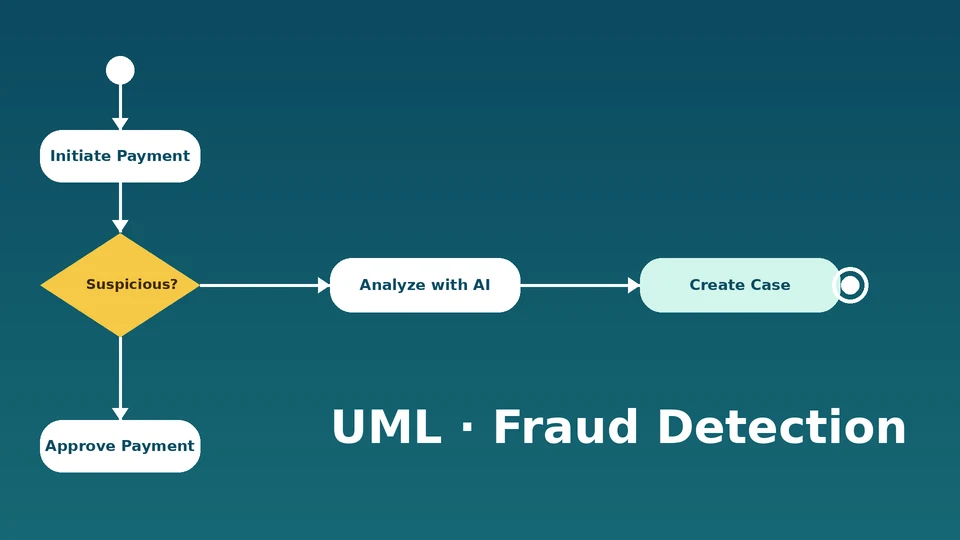 Initiate Payment
Suspicious?
Analyze with AI
Create Case
Approve Payment
UML · Fraud Detection